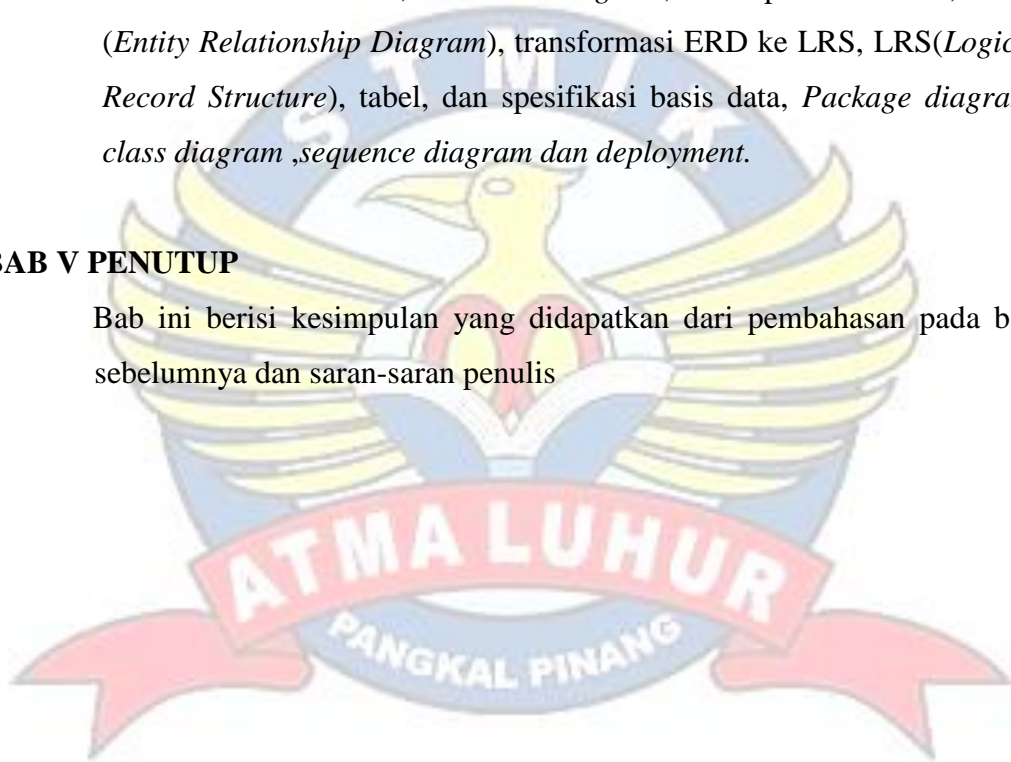 (Entity Relationship Diagram), transformasi ERD ke LRS, LRS(Logic
Record Structure), tabel, dan spesifikasi basis data, Package diagra
class diagram ,sequence diagram dan deployment.
BAB V PENUTUP
Bab ini berisi kesimpulan yang didapatkan dari pembahasan pada b
sebelumnya dan saran-saran penulis
STMIK
ATMA LUHUR
PANGKAL PINANG